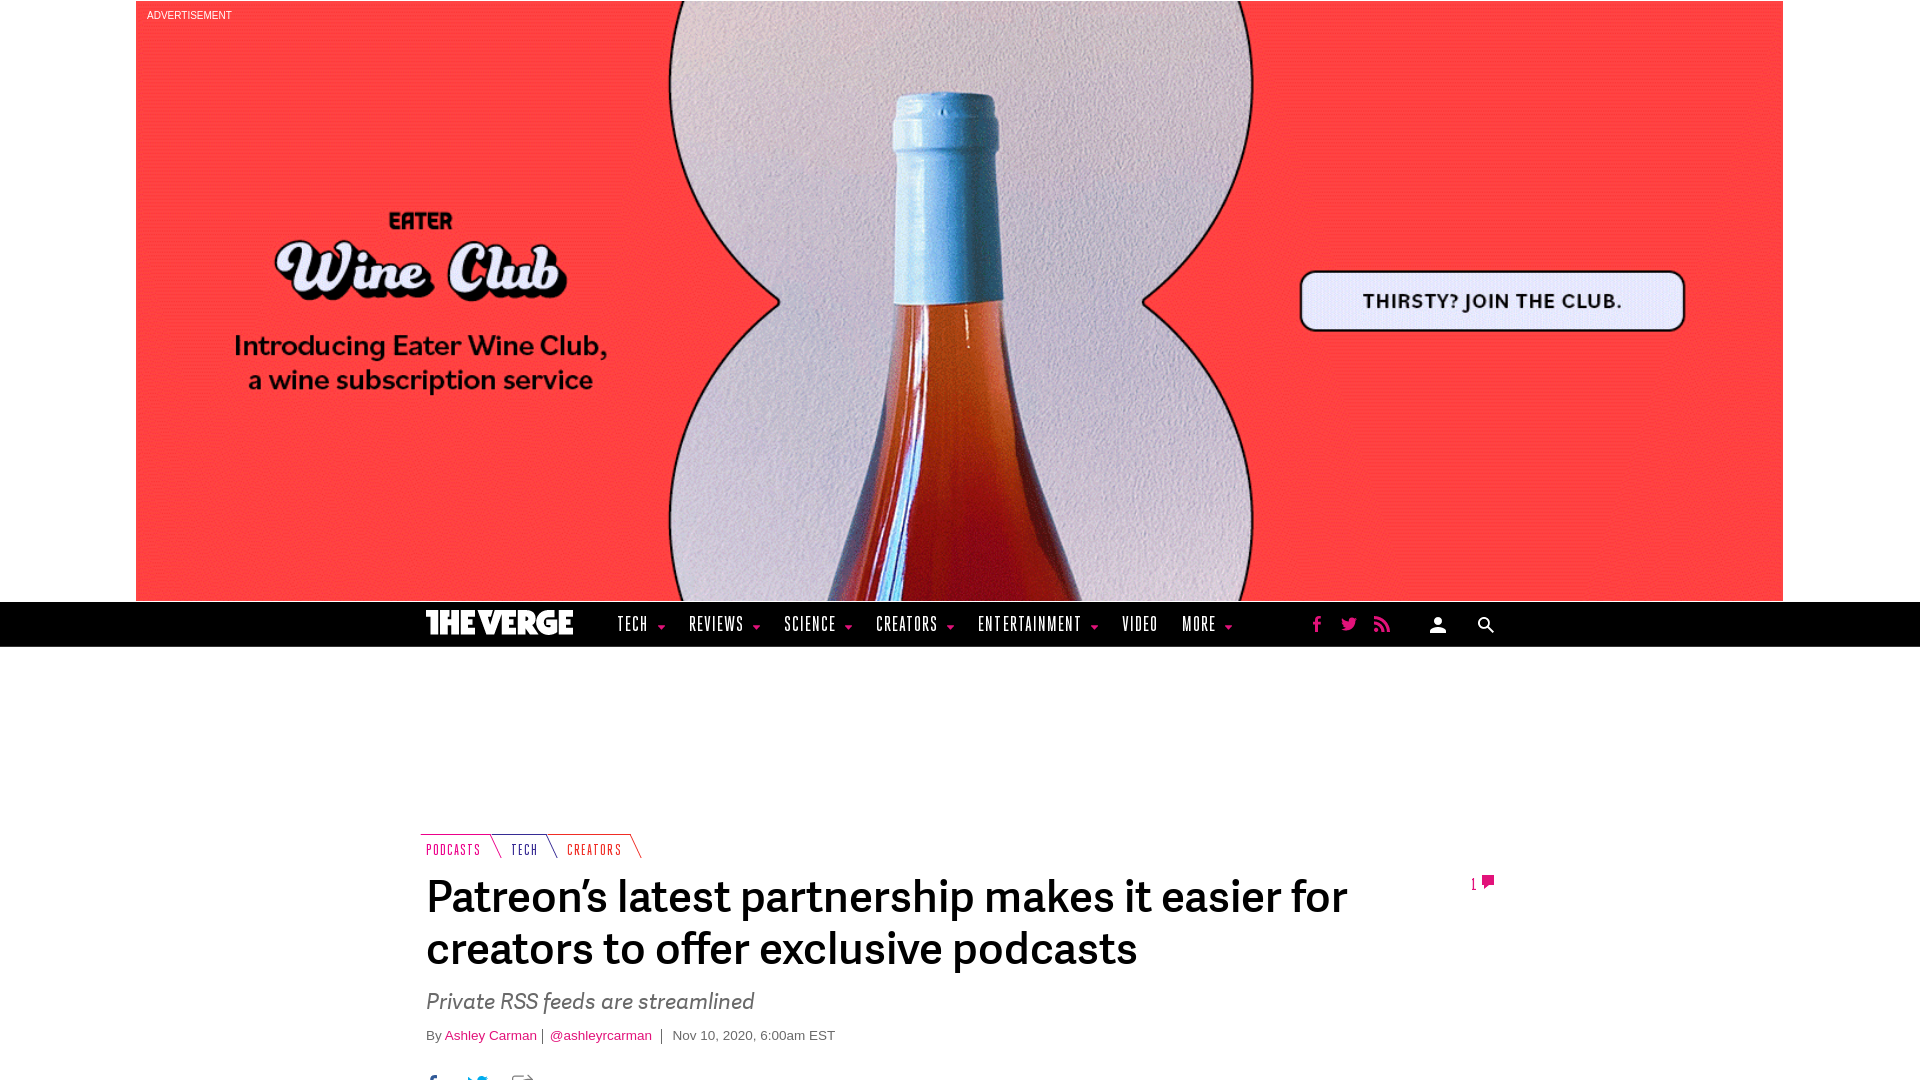 ADVERTISEMENT
EATER
Wine Club
Introducing Eater Wine Club,
a wine subscription service
THIRSTY? JOIN THE CLUB.
THE VERGE TECH REVIEWS SCIENCE CREATORS ENTERTAINMENT VIDEO MORE
PODCASTS TECH CREATORS
Patreon’s latest partnership makes it easier for
creators to offer exclusive podcasts
1
Private RSS feeds are streamlined
By Ashley Carman | @ashleyrcarman | Nov 10, 2020, 6:00am EST